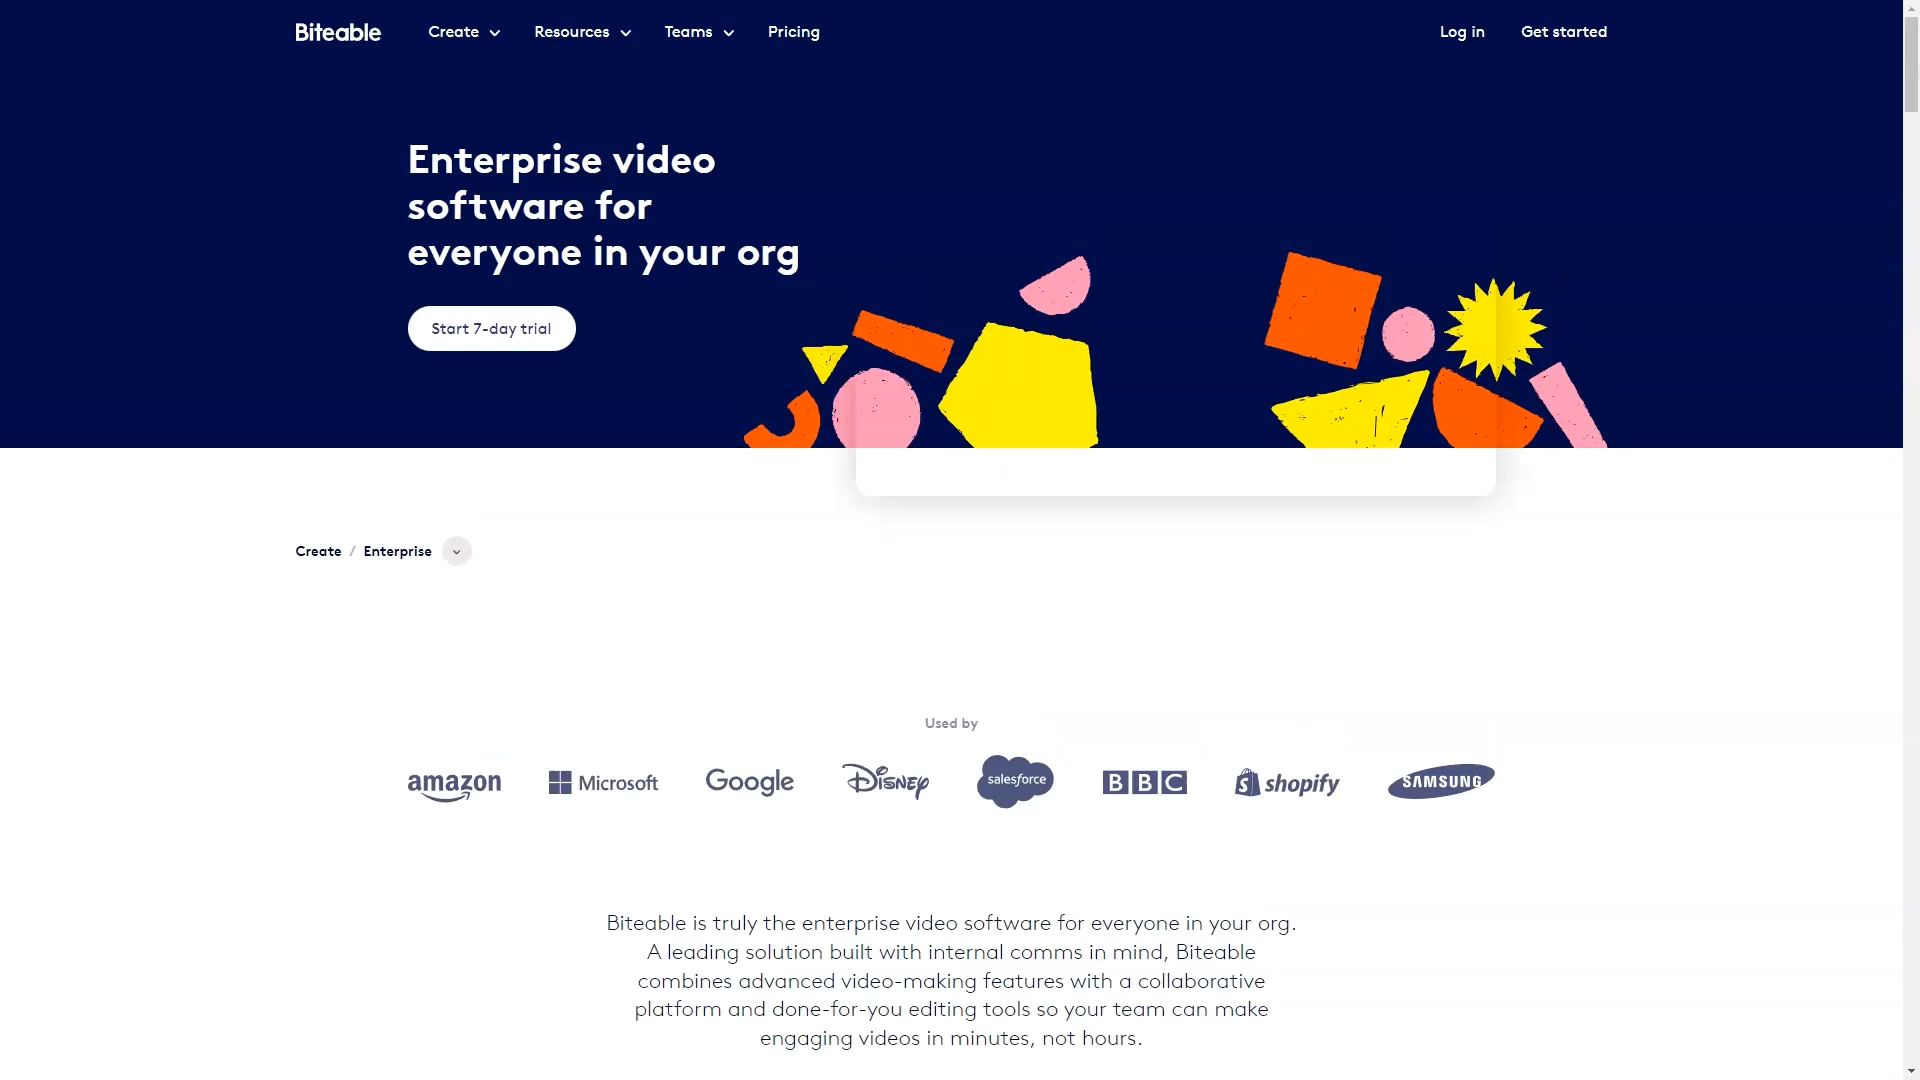 Biteable Create Resources Teams Pricing Log in Get started
Enterprise video
software for
everyone in your org
Start 7-day trial
Create / Enterprise
Used by
amazon Microsoft Google Disney salesforce BBC shopify SAMSUNG
Biteable is truly the enterprise video software for everyone in your org.
A leading solution built with internal comms in mind, Biteable
combines advanced video-making features with a collaborative
platform and done-for-you editing tools so your team can make
engaging videos in minutes, not hours.